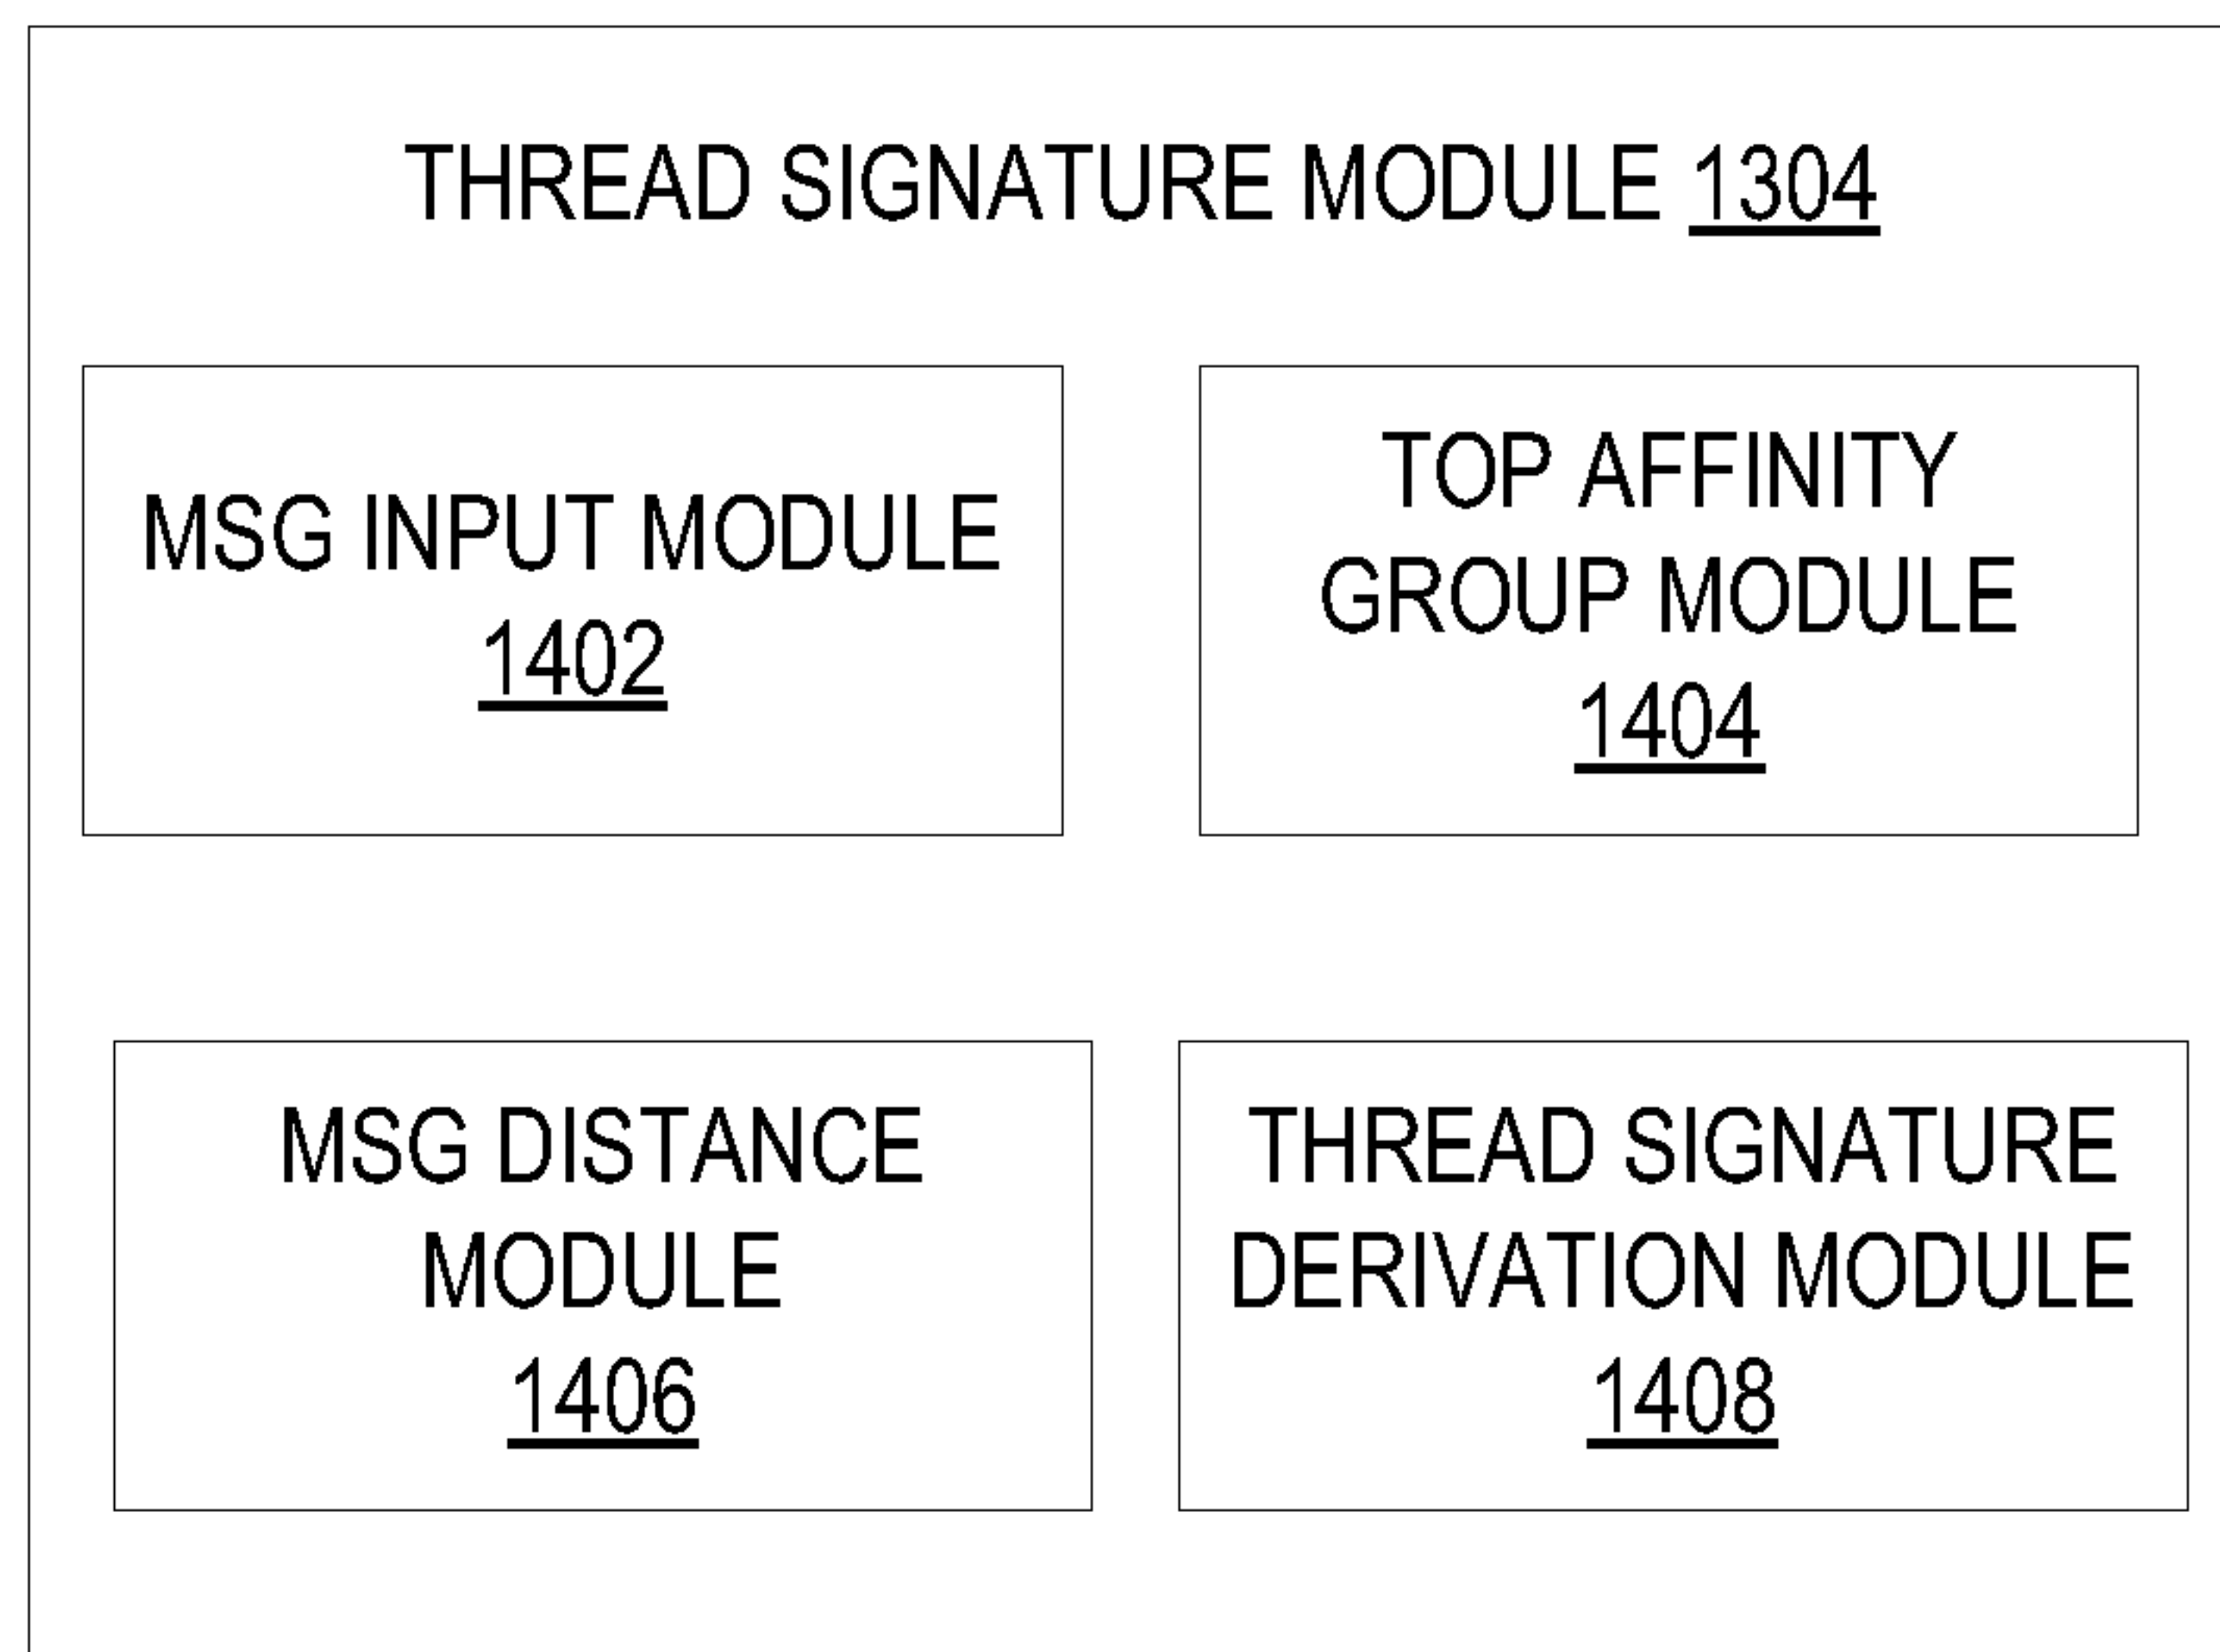 THREAD SIGNATURE MODULE 1304
MSG INPUT MODULE
1402
TOP AFFINITY
GROUP MODULE
1404
MSG DISTANCE
MODULE
1406
THREAD SIGNATURE
DERIVATION MODULE
1408